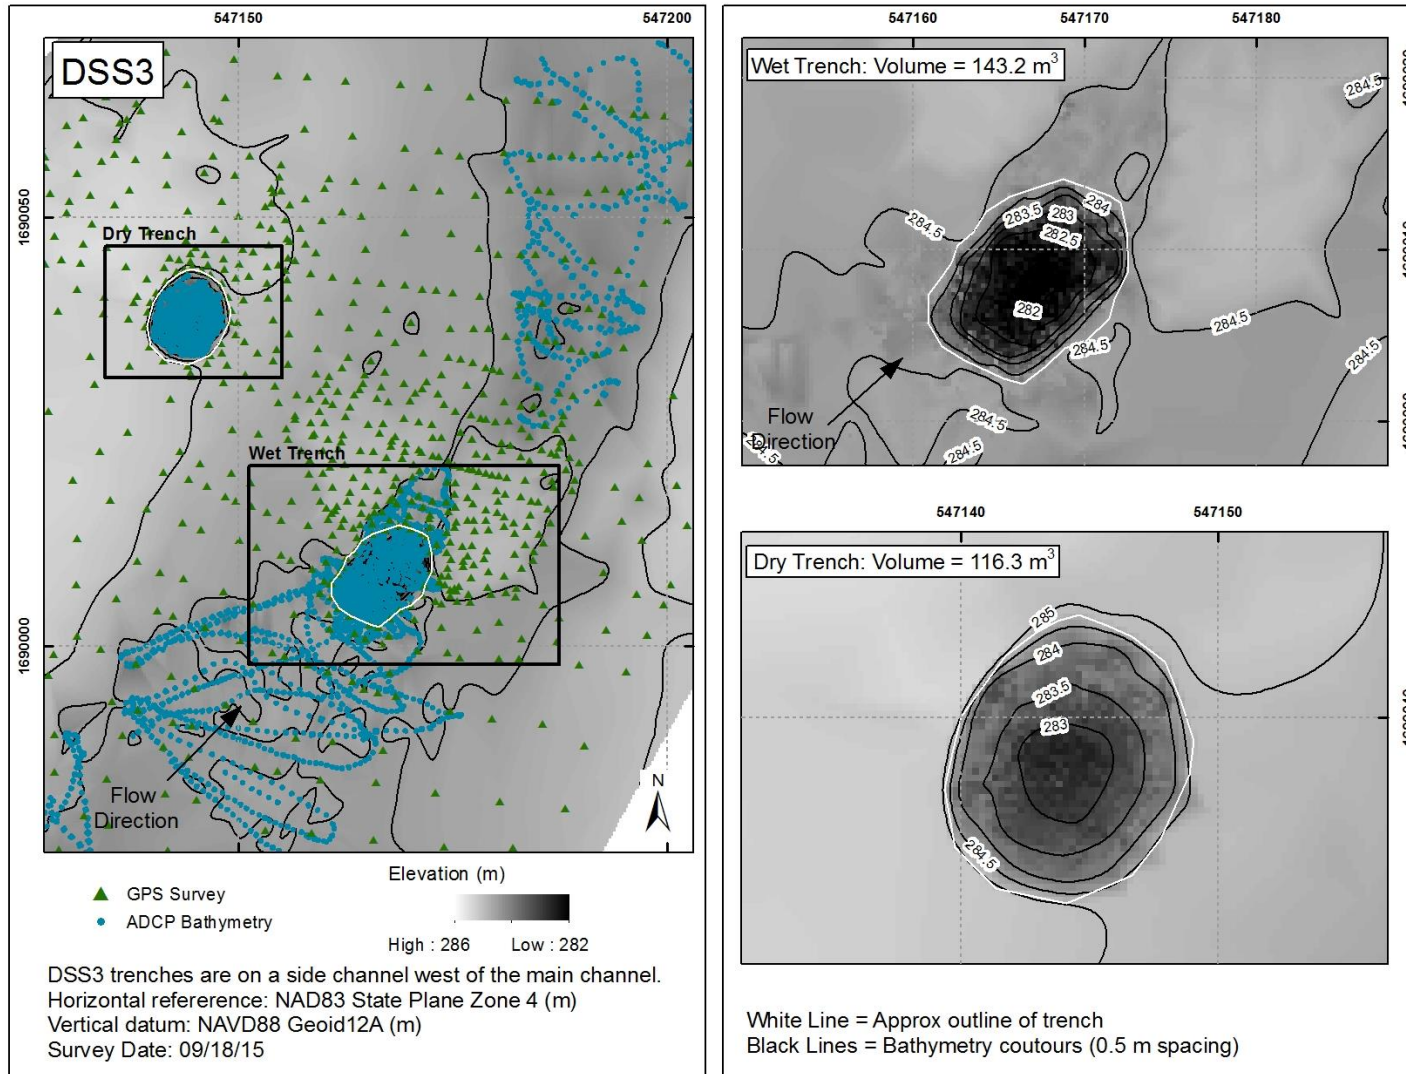 547150
547200
DSS3
1690050
Dry Trench
Wet Trench
1690000
Flow
Direction
N
GPS Survey
ADCP Bathymetry
Elevation (m)
High : 286
Low : 282
DSS3 trenches are on a side channel west of the main channel.
Horizontal refererence: NAD83 State Plane Zone 4 (m)
Vertical datum: NAVD88 Geoid12A (m)
Survey Date: 09/18/15
547160
547170
547180
Wet Trench: Volume = 143.2 m³
284.5
284.5
283.5
283
284
282.5
282
284.5
284.5
284.5
284.5
284.5
284.5
Flow
Direction
547140
547150
Dry Trench: Volume = 116.3 m³
285
284
283.5
283
284.5
White Line = Approx outline of trench
Black Lines = Bathymetry coutours (0.5 m spacing)